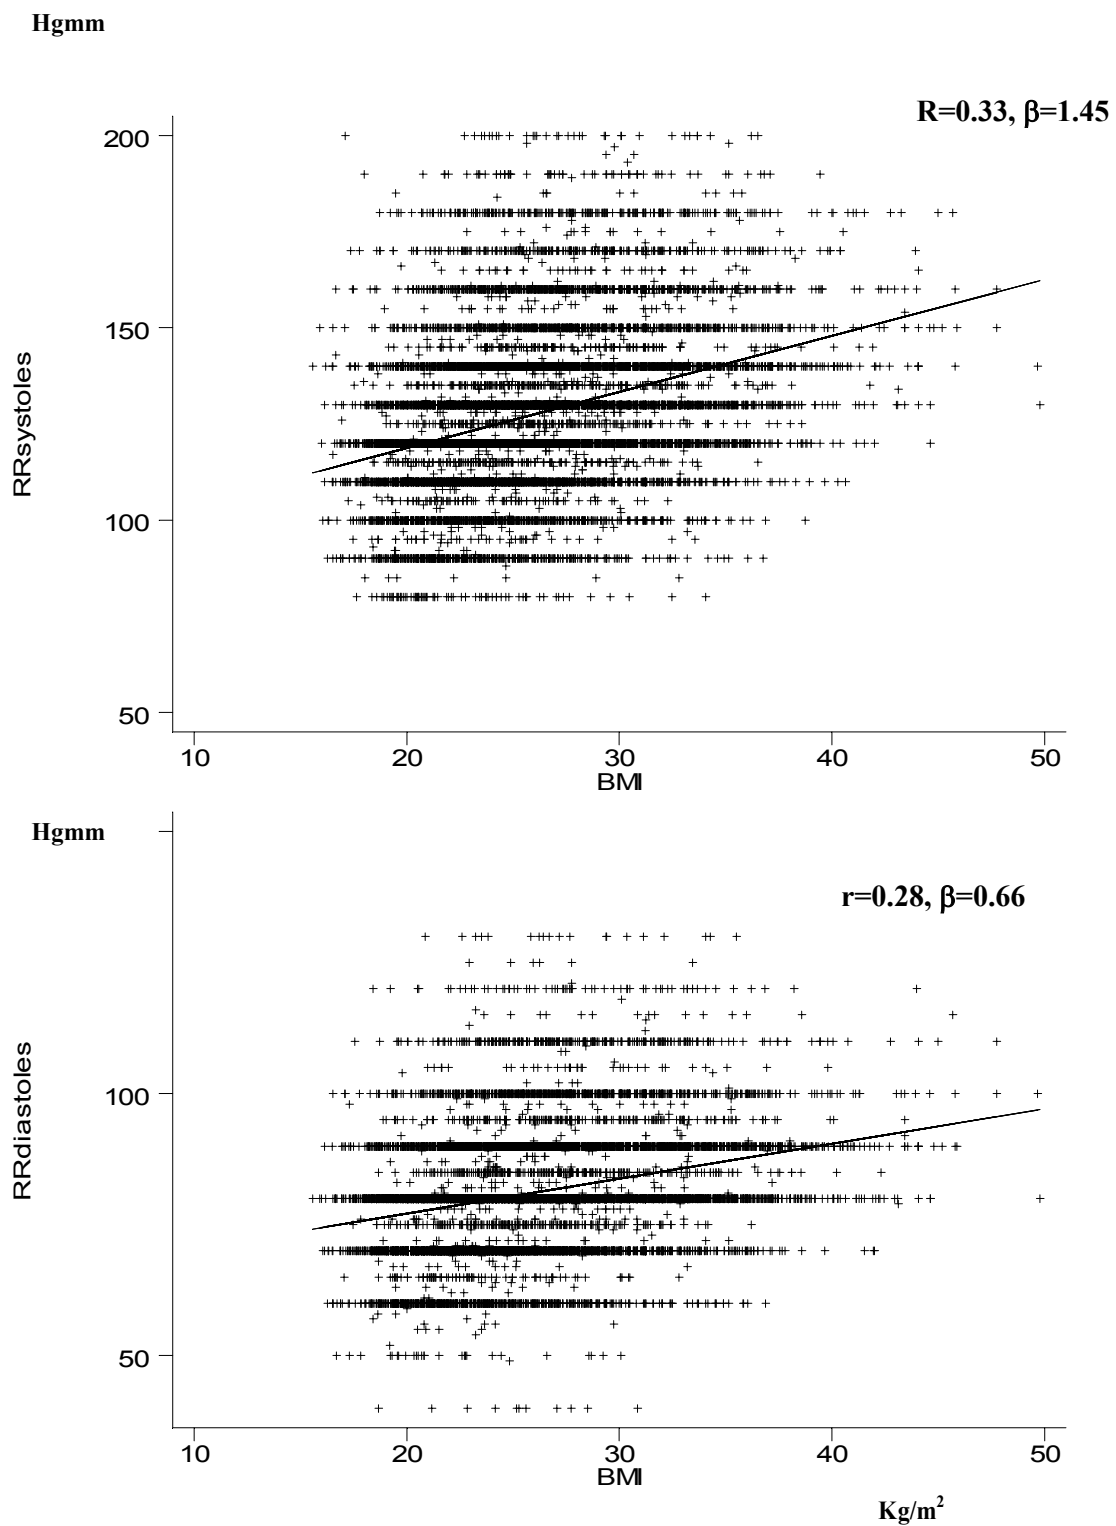 Hgmm
R=0.33, β=1.45
200
150
100
50
RRsystoles
10 20 30 40 50
BMI
Hgmm
r=0.28, β=0.66
100
50
RRdiastoles
10 20 30 40 50
BMI
Kg/m²